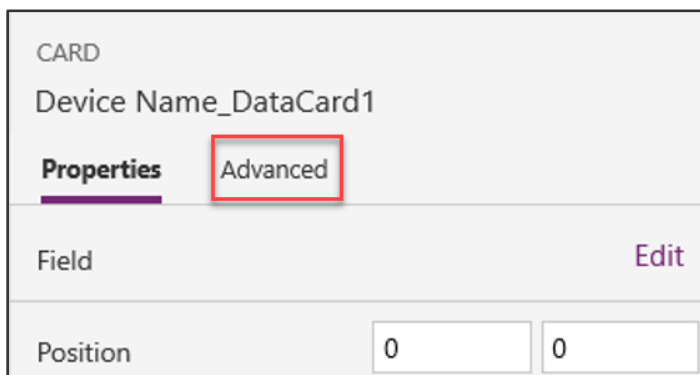 CARD
Device Name_DataCard1
Properties Advanced
Field Edit
Position 0 0